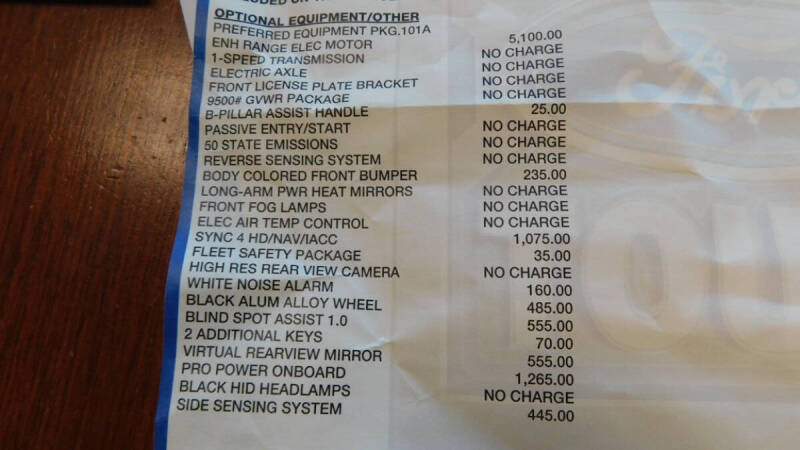 OPTIONAL EQUIPMENT/OTHER
PREFERRED EQUIPMENT PKG.101A
ENH RANGE ELEC MOTOR 5,100.00
1-SPEED TRANSMISSION NO CHARGE
ELECTRIC AXLE NO CHARGE
FRONT LICENSE PLATE BRACKET NO CHARGE
9500# GVWR PACKAGE NO CHARGE
B-PILLAR ASSIST HANDLE 25.00
PASSIVE ENTRY/START NO CHARGE
50 STATE EMISSIONS NO CHARGE
REVERSE SENSING SYSTEM NO CHARGE
BODY COLORED FRONT BUMPER 235.00
LONG-ARM PWR HEAT MIRRORS NO CHARGE
FRONT FOG LAMPS NO CHARGE
ELEC AIR TEMP CONTROL NO CHARGE
SYNC 4 HD/NAV/IACC 1,075.00
FLEET SAFETY PACKAGE 35.00
HIGH RES REAR VIEW CAMERA NO CHARGE
WHITE NOISE ALARM 160.00
BLACK ALUM ALLOY WHEEL 485.00
BLIND SPOT ASSIST 1.0 555.00
2 ADDITIONAL KEYS 70.00
VIRTUAL REARVIEW MIRROR 555.00
PRO POWER ONBOARD 1,265.00
BLACK HID HEADLAMPS NO CHARGE
SIDE SENSING SYSTEM 445.00